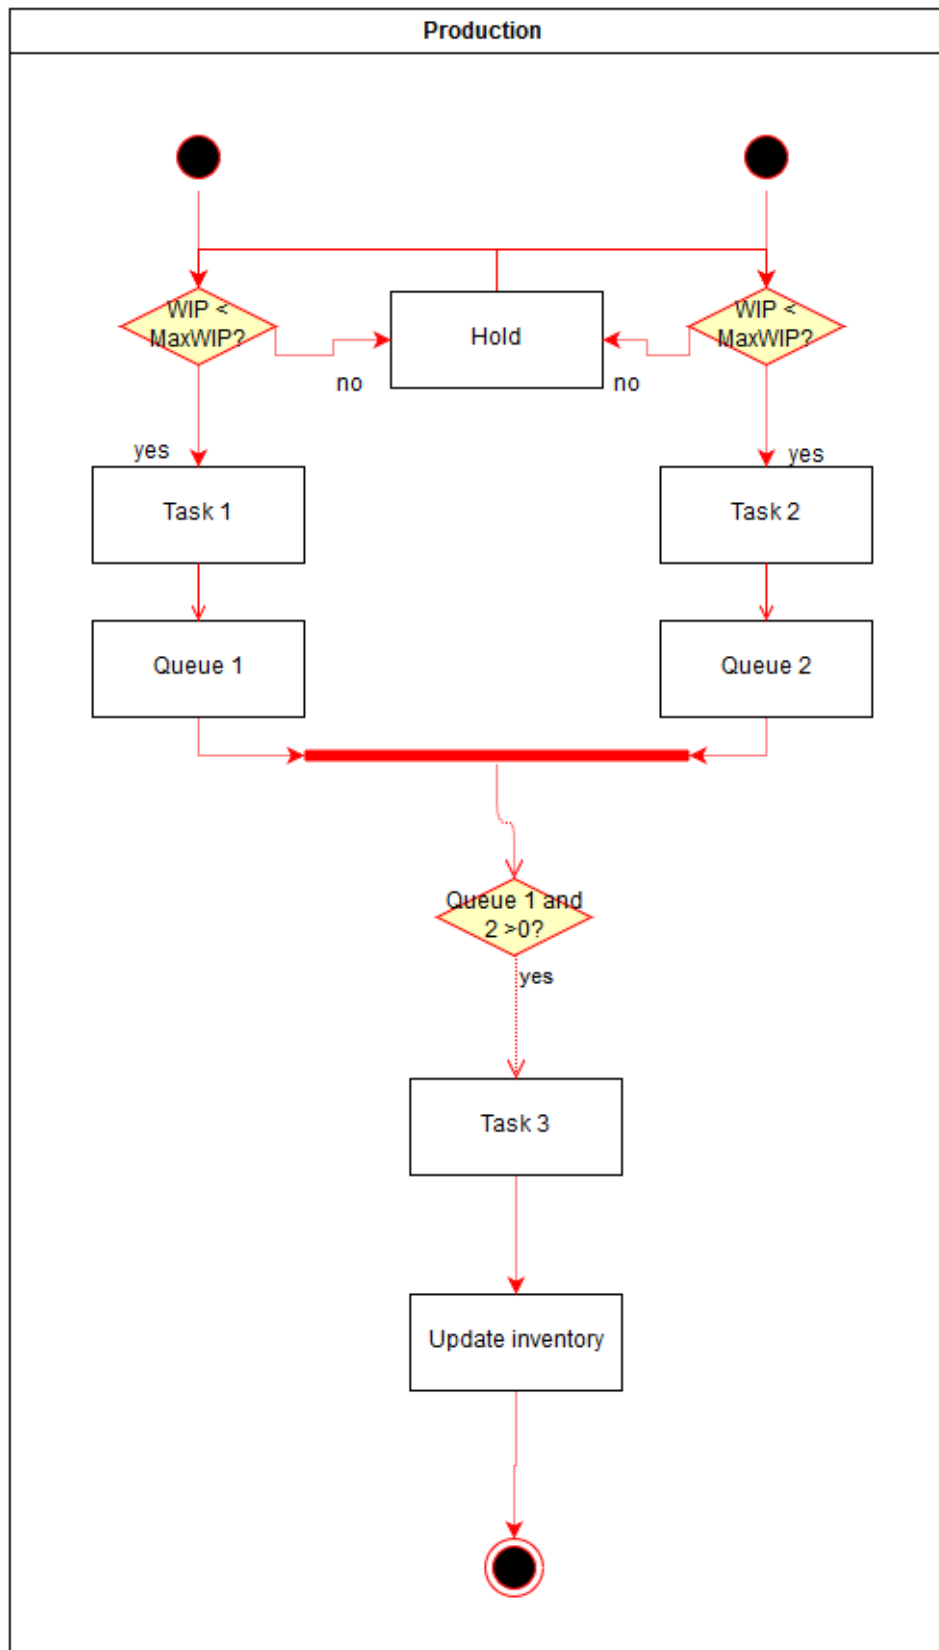 Production
WIP <
MaxWIP?
Hold
WIP <
MaxWIP?
no
no
yes
yes
Task 1
Task 2
Queue 1
Queue 2
Queue 1 and
2 >0?
yes
Task 3
Update inventory